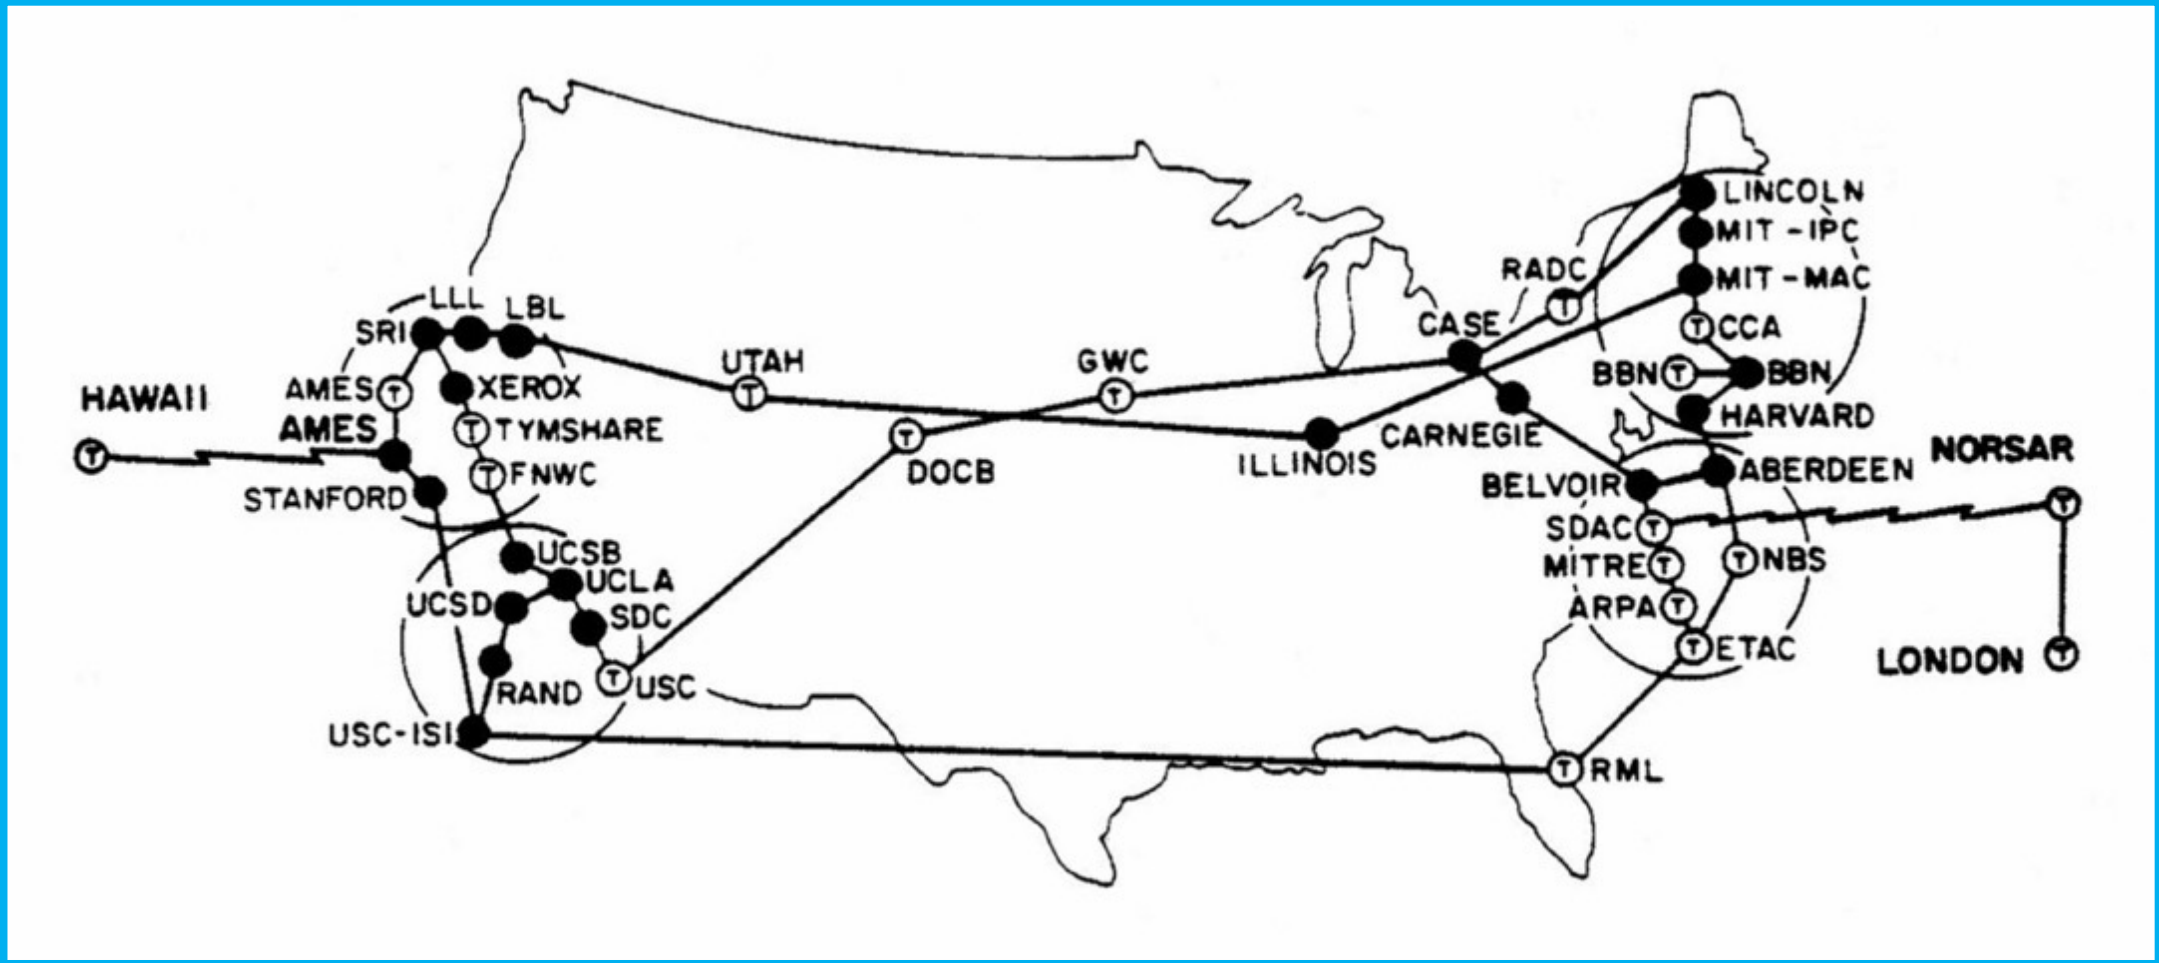 LINCOLN
MIT-IPC
RADC
MIT-MAC
LLL
LBL
SRI
CASE
CCA
UTAH
GWC
BBN
T
BBN
AMES
T
XEROX
HAWAII
HARVARD
AMES
T
TYMSHARE
CARNEGIE
NORSAR
T
DOCB
ILLINOIS
ABERDEEN
T
FNWC
STANFORD
BELVOIR
SDAC
T
T
UCSB
MITRE
T
T
NBS
UCLA
UCSD
SDC
ARPA
T
T
ETAC
LONDON
T
RAND
T
USC
USC-ISI
T
RML
T
T
T
T
T